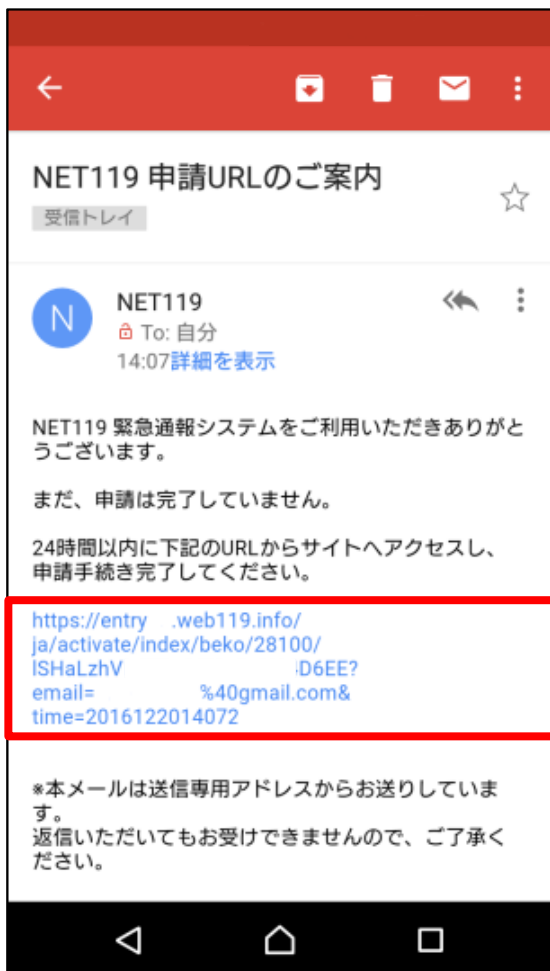 NET119 申請URLのご案内
受信トレイ
N
NET119
To: 自分
14:07詳細を表示
NET119 緊急通報システムをご利用いただきありがと
うございます。
まだ、申請は完了していません。
24時間以内に下記のURLからサイトへアクセスし、
申請手続き完了してください。
https://entry .web119.info/
ja/activate/index/beko/28100/
lSHaLzhV D6EE?
email= %40gmail.com&
time=2016122014072
※本メールは送信専用アドレスからお送りしていま
す。
返信いただいてもお受けできませんので、ご了承く
ださい。